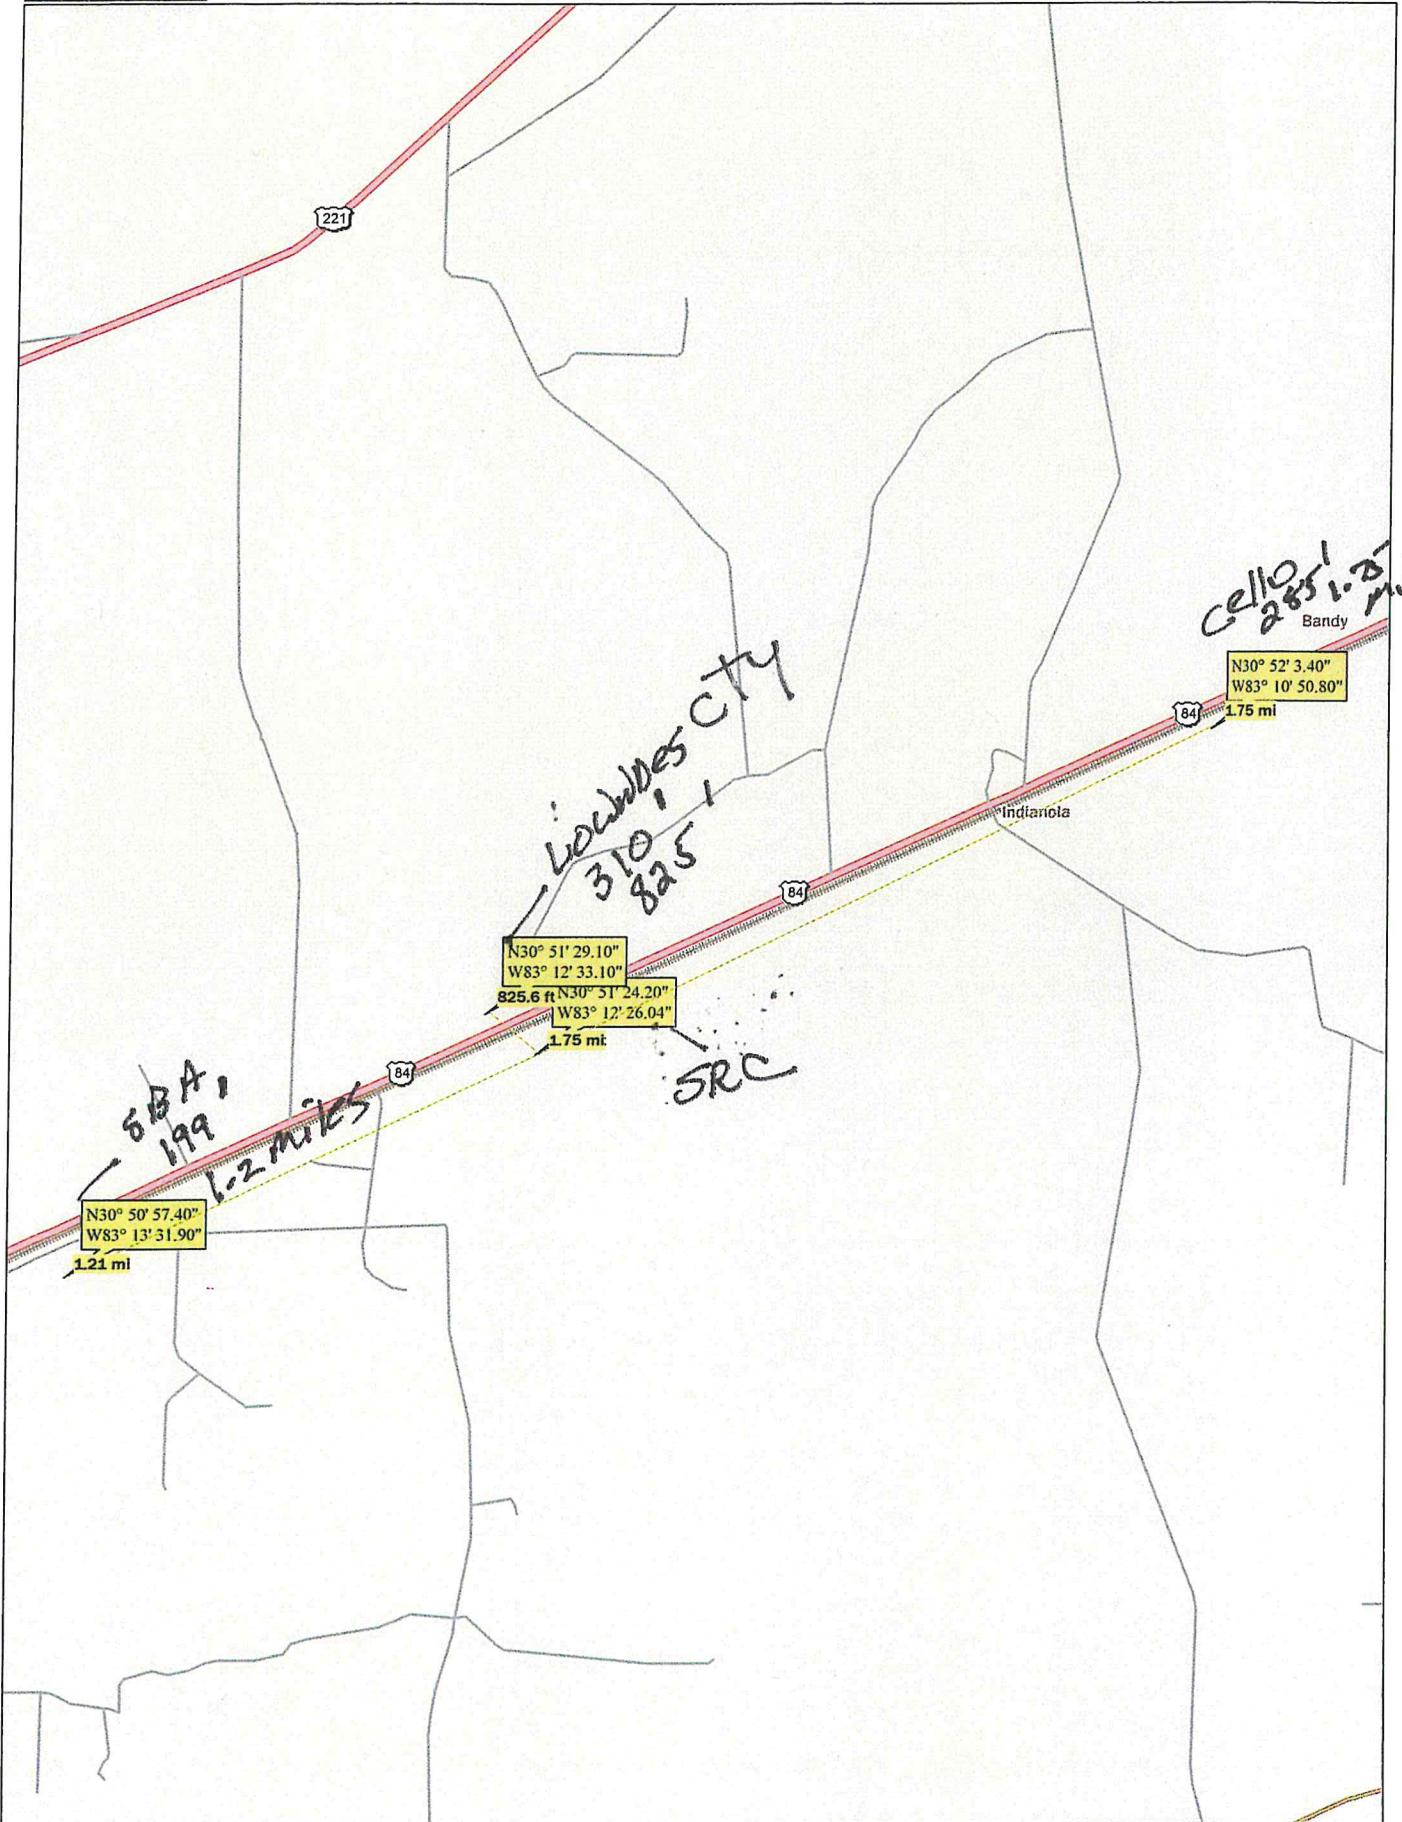 221
Cello
285' 1.75
Mi
Bandy
N30° 52' 3.40"
W83° 10' 50.80"
84
1.75 mi
LOWNDES CTY
310'
825'
Indianola
84
N30° 51' 29.10"
W83° 12' 33.10"
825.6 ft
N30° 51' 24.20"
W83° 12' 26.04"
1.75 mi
SRC
84
SBA
199'
1.2 miles
N30° 50' 57.40"
W83° 13' 31.90"
1.21 mi